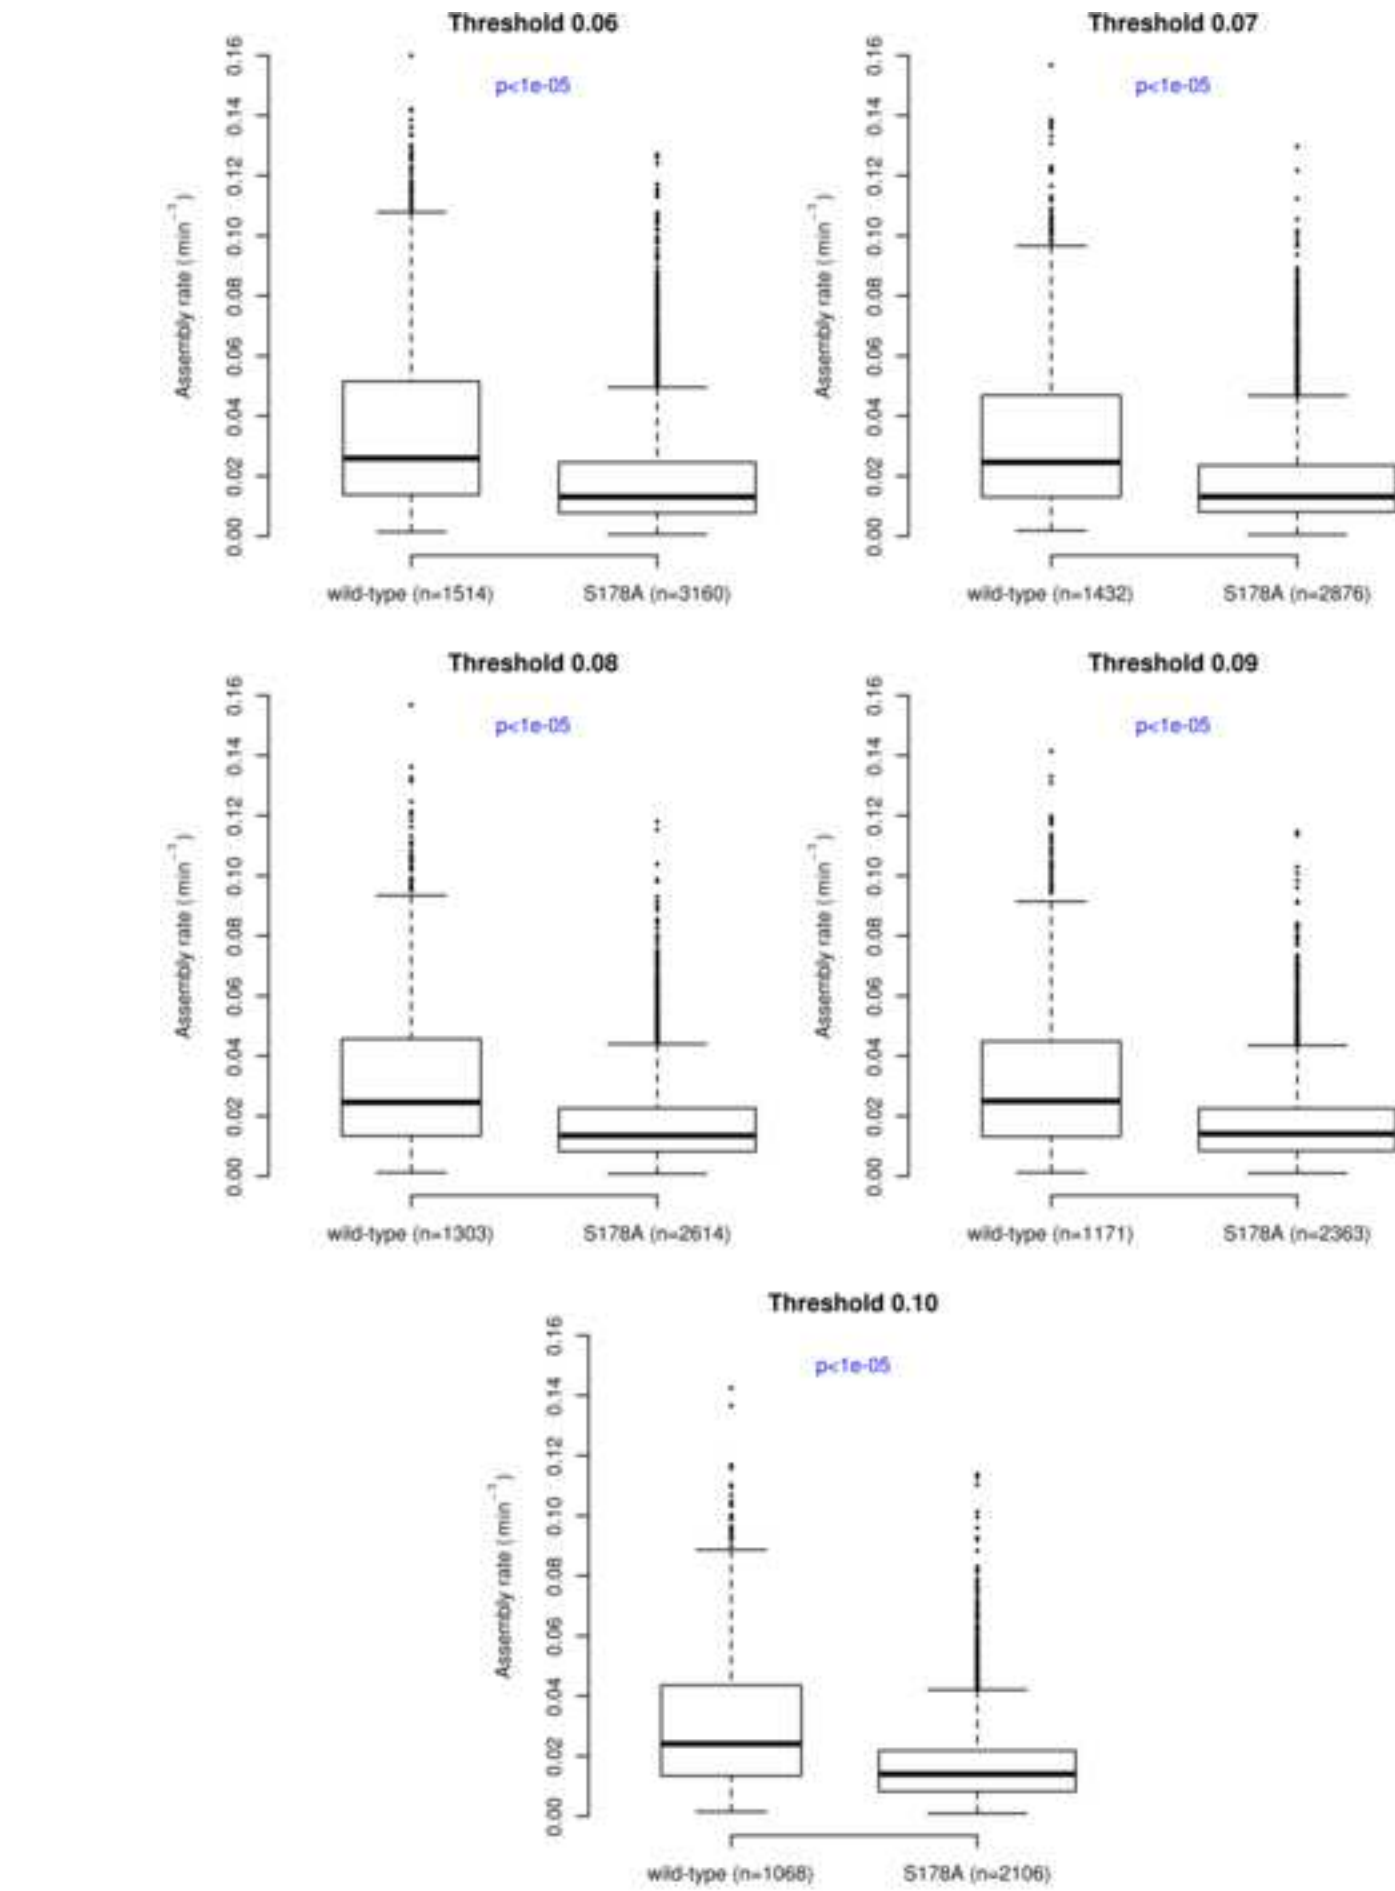 Threshold 0.06
p<1e-05
Assembly rate (min⁻¹)
0.16
0.14
0.12
0.10
0.08
0.06
0.04
0.02
0.00
wild-type (n=1514) S178A (n=3160)
Threshold 0.07
p<1e-05
Assembly rate (min⁻¹)
0.16
0.14
0.12
0.10
0.08
0.06
0.04
0.02
0.00
wild-type (n=1432) S178A (n=2876)
Threshold 0.08
p<1e-05
Assembly rate (min⁻¹)
0.16
0.14
0.12
0.10
0.08
0.06
0.04
0.02
0.00
wild-type (n=1303) S178A (n=2614)
Threshold 0.09
p<1e-05
Assembly rate (min⁻¹)
0.16
0.14
0.12
0.10
0.08
0.06
0.04
0.02
0.00
wild-type (n=1171) S178A (n=2363)
Threshold 0.10
p<1e-05
Assembly rate (min⁻¹)
0.16
0.14
0.12
0.10
0.08
0.06
0.04
0.02
0.00
wild-type (n=1068) S178A (n=2106)